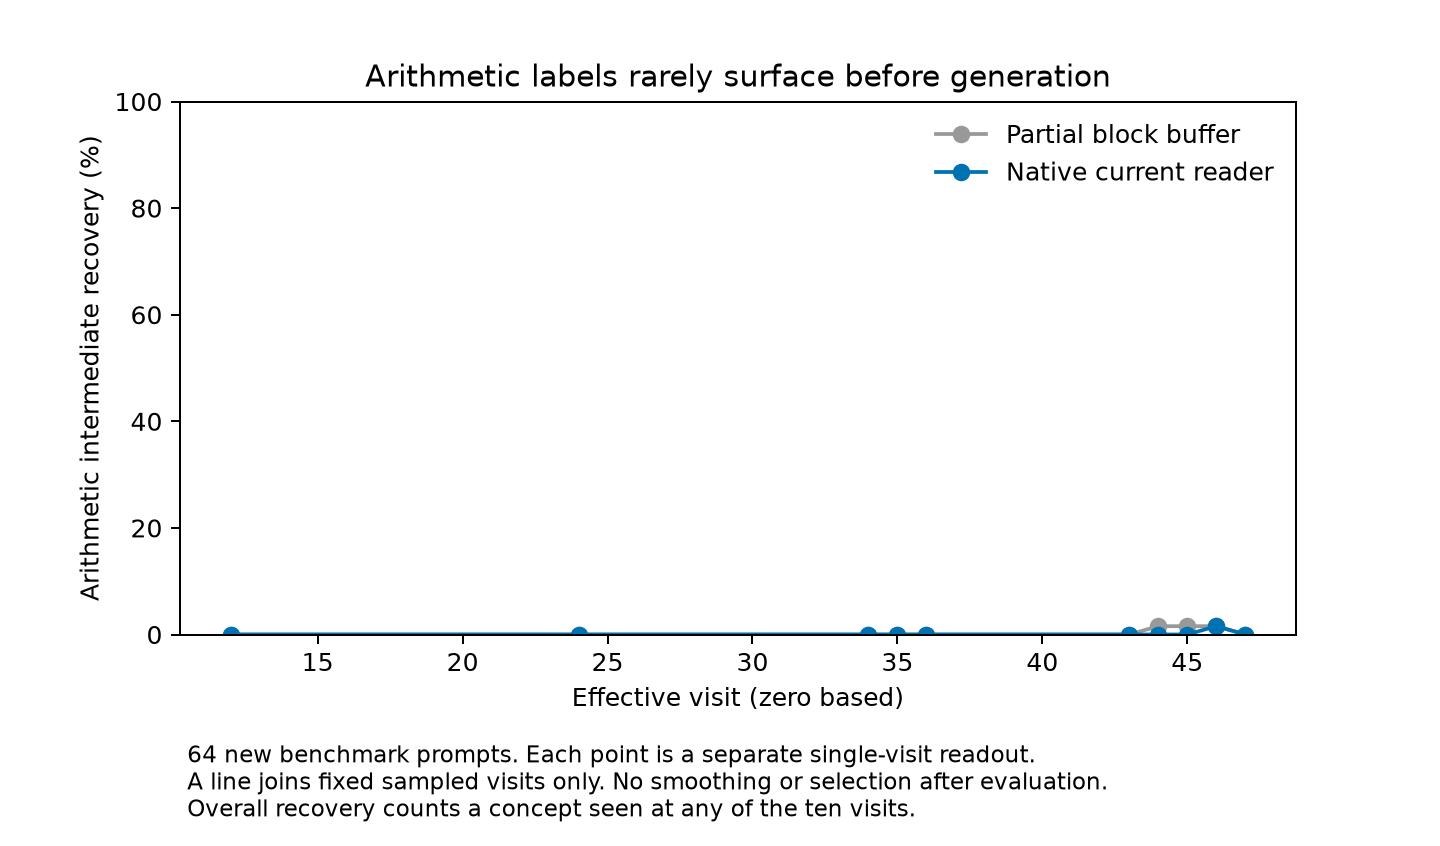 Arithmetic labels rarely surface before generation
Arithmetic intermediate recovery (%)
100
80
60
40
20
0
Partial block buffer
Native current reader
15 20 25 30 35 40 45
Effective visit (zero based)
64 new benchmark prompts. Each point is a separate single-visit readout.
A line joins fixed sampled visits only. No smoothing or selection after evaluation.
Overall recovery counts a concept seen at any of the ten visits.